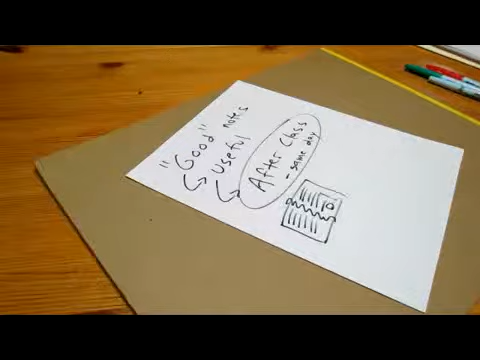 "Good" notes
↳ Useful
↳ After class
- same day